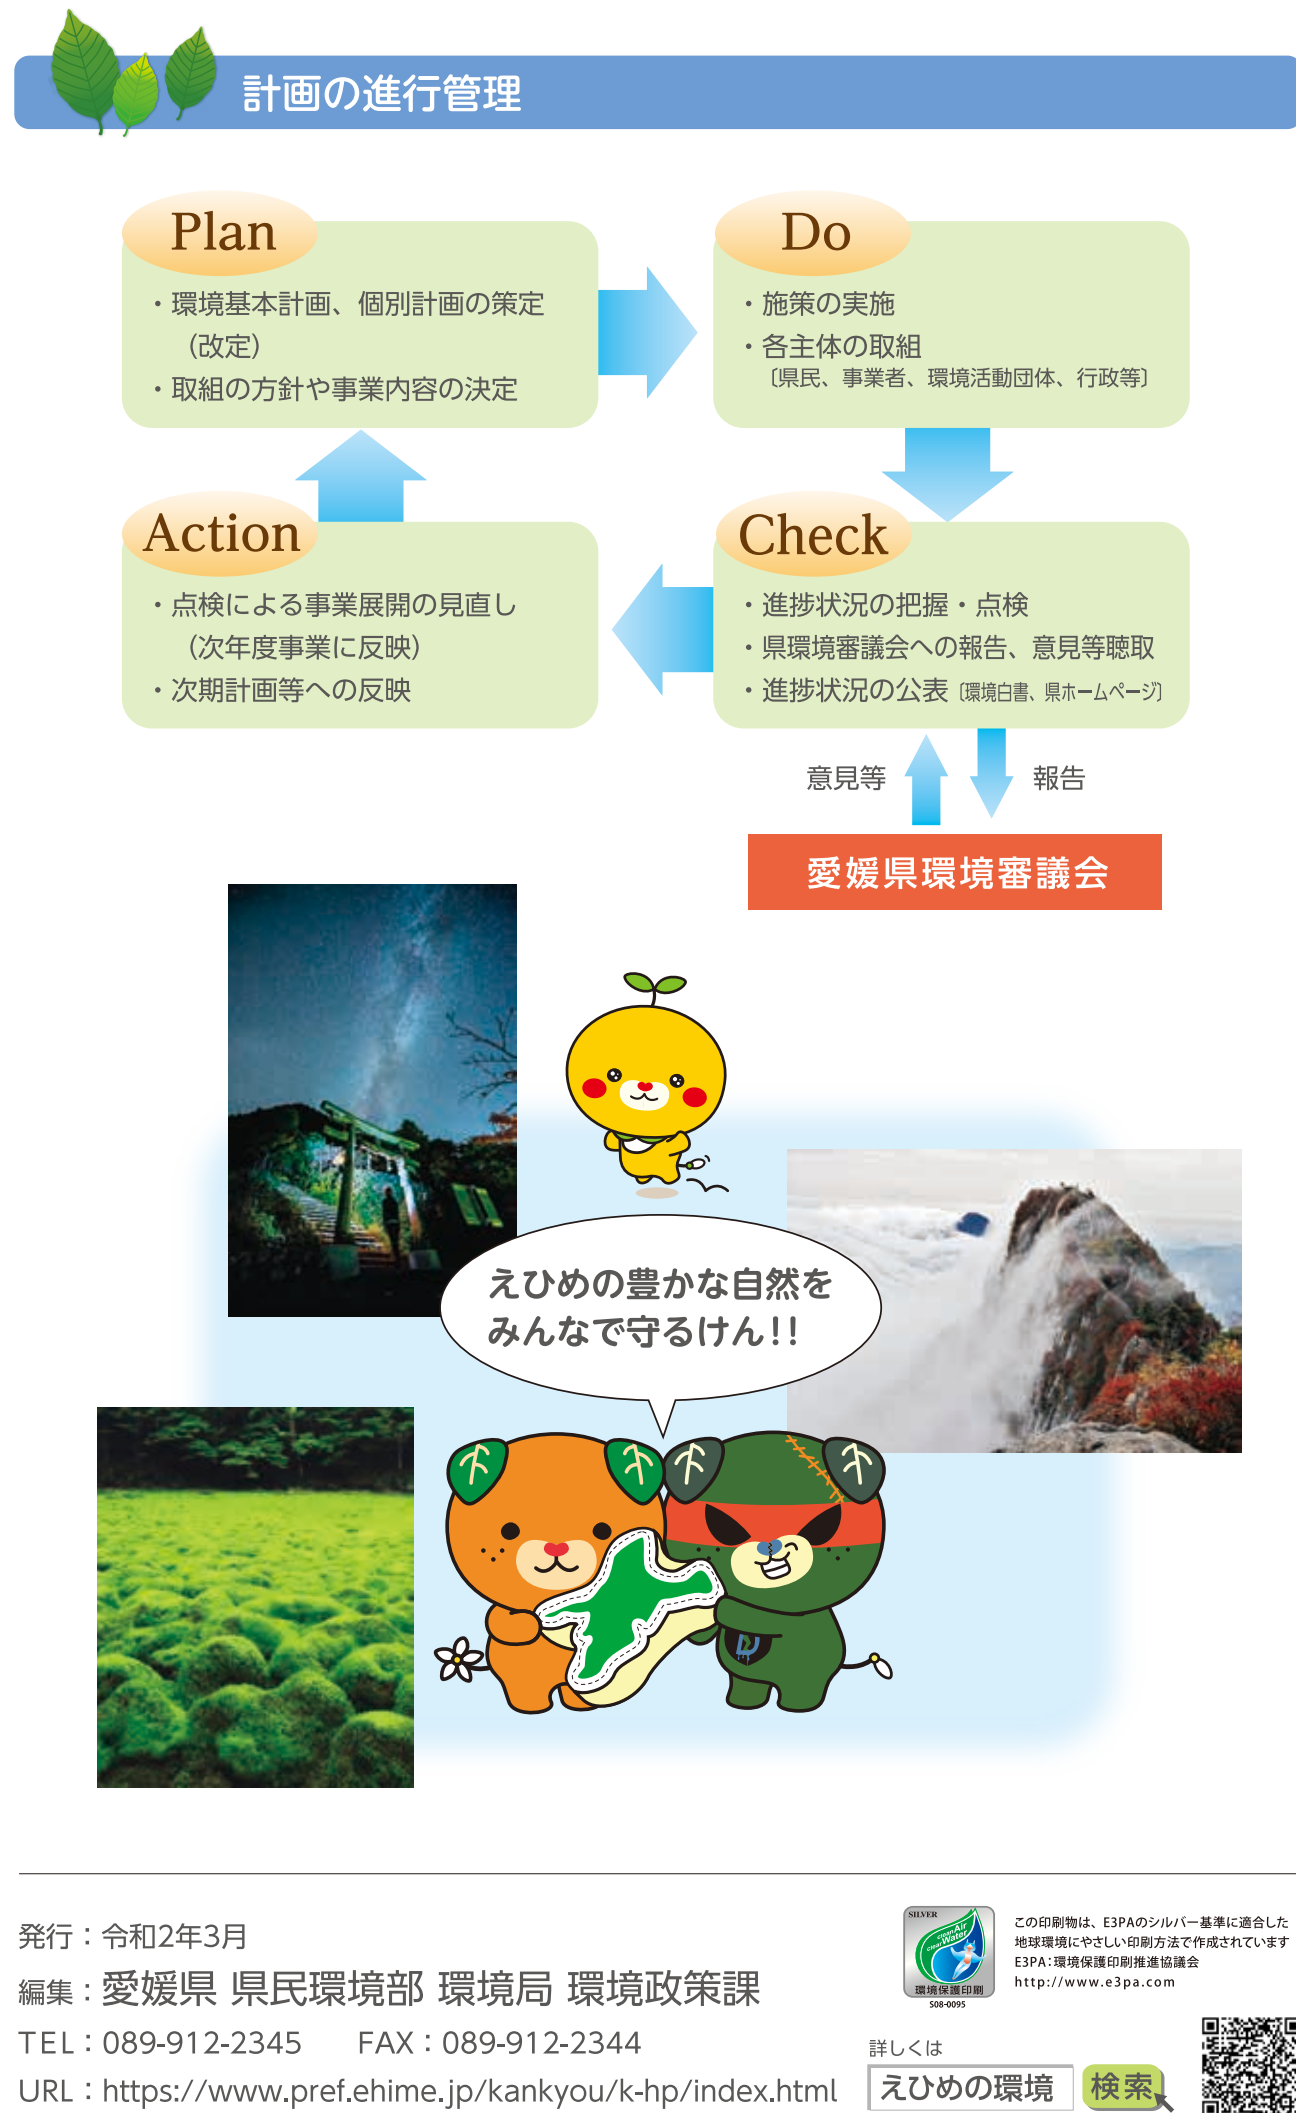 計画の進行管理
Plan
・環境基本計画、個別計画の策定
（改定）
・取組の方針や事業内容の決定
Do
・施策の実施
・各主体の取組
〔県民、事業者、環境活動団体、行政等〕
Action
・点検による事業展開の見直し
（次年度事業に反映）
・次期計画等への反映
Check
・進捗状況の把握・点検
・県環境審議会への報告、意見等聴取
・進捗状況の公表〔環境白書、県ホームページ〕
意見等
報告
愛媛県環境審議会
えひめの豊かな自然を
みんなで守るけん!!
発行：令和2年3月
編集：愛媛県 県民環境部 環境局 環境政策課
TEL：089-912-2345 FAX：089-912-2344
URL：https://www.pref.ehime.jp/kankyou/k-hp/index.html
SILVER
cleanAir
clearWater
環境保護印刷
S08-0095
この印刷物は、E3PAのシルバー基準に適合した
地球環境にやさしい印刷方法で作成されています
E3PA：環境保護印刷推進協議会
http://www.e3pa.com
詳しくは
えひめの環境 検索